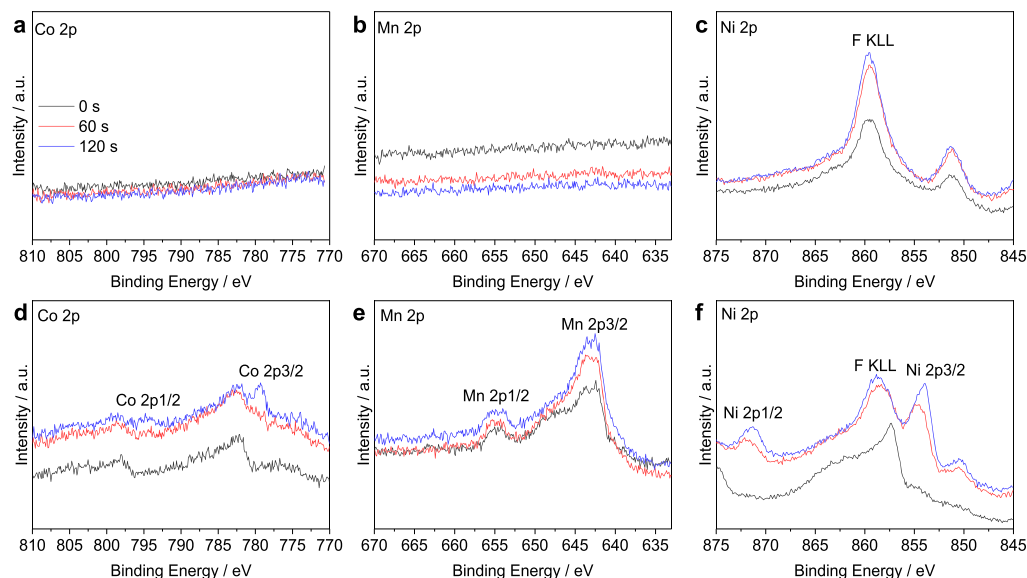 a Co 2p
0 s
60 s
120 s
Intensity / a.u.
810 805 800 795 790 785 780 775 770
Binding Energy / eV
b Mn 2p
Intensity / a.u.
670 665 660 655 650 645 640 635
Binding Energy / eV
c Ni 2p
F KLL
Intensity / a.u.
875 870 865 860 855 850 845
Binding Energy / eV
d Co 2p
Co 2p3/2
Co 2p1/2
Intensity / a.u.
810 805 800 795 790 785 780 775 770
Binding Energy / eV
e Mn 2p
Mn 2p3/2
Mn 2p1/2
Intensity / a.u.
670 665 660 655 650 645 640 635
Binding Energy / eV
f Ni 2p
F KLL Ni 2p3/2
Ni 2p1/2
Intensity / a.u.
875 870 865 860 855 850 845
Binding Energy / eV